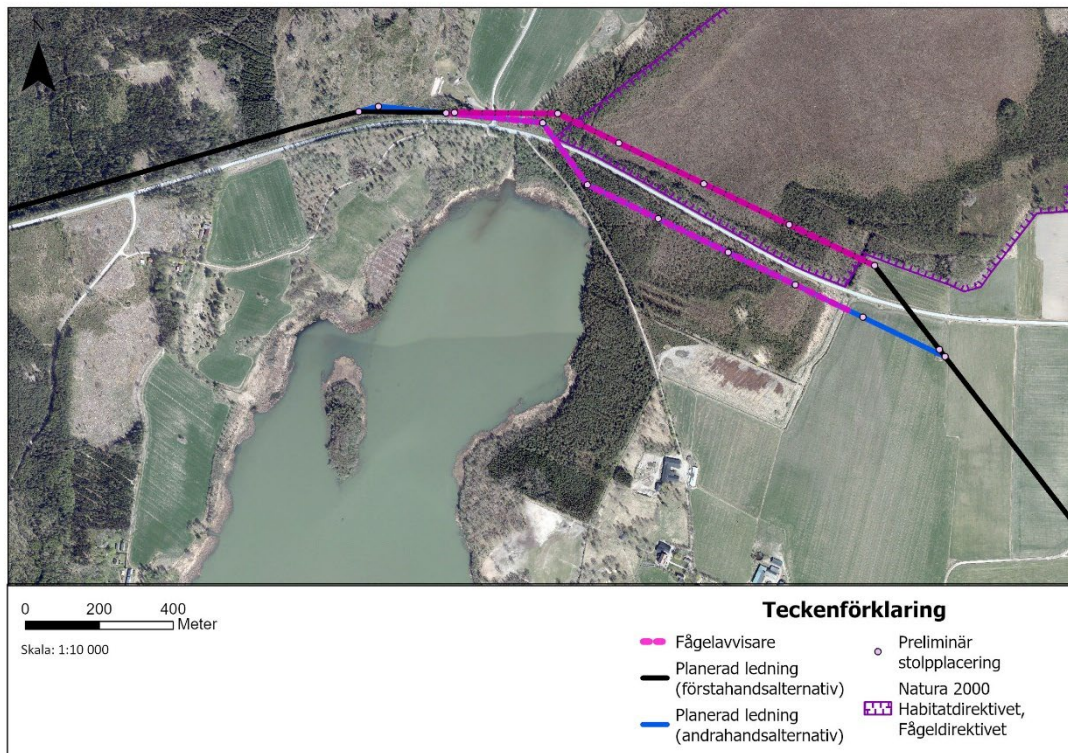 0 200 400
Meter
Skala: 1:10 000
Teckenförklaring
Fågelavvisare
Planerad ledning
(förstahandsalternativ)
Planerad ledning
(andrahandsalternativ)
Preliminär
stolpplacering
Natura 2000
Habitatdirektivet,
Fågeldirektivet